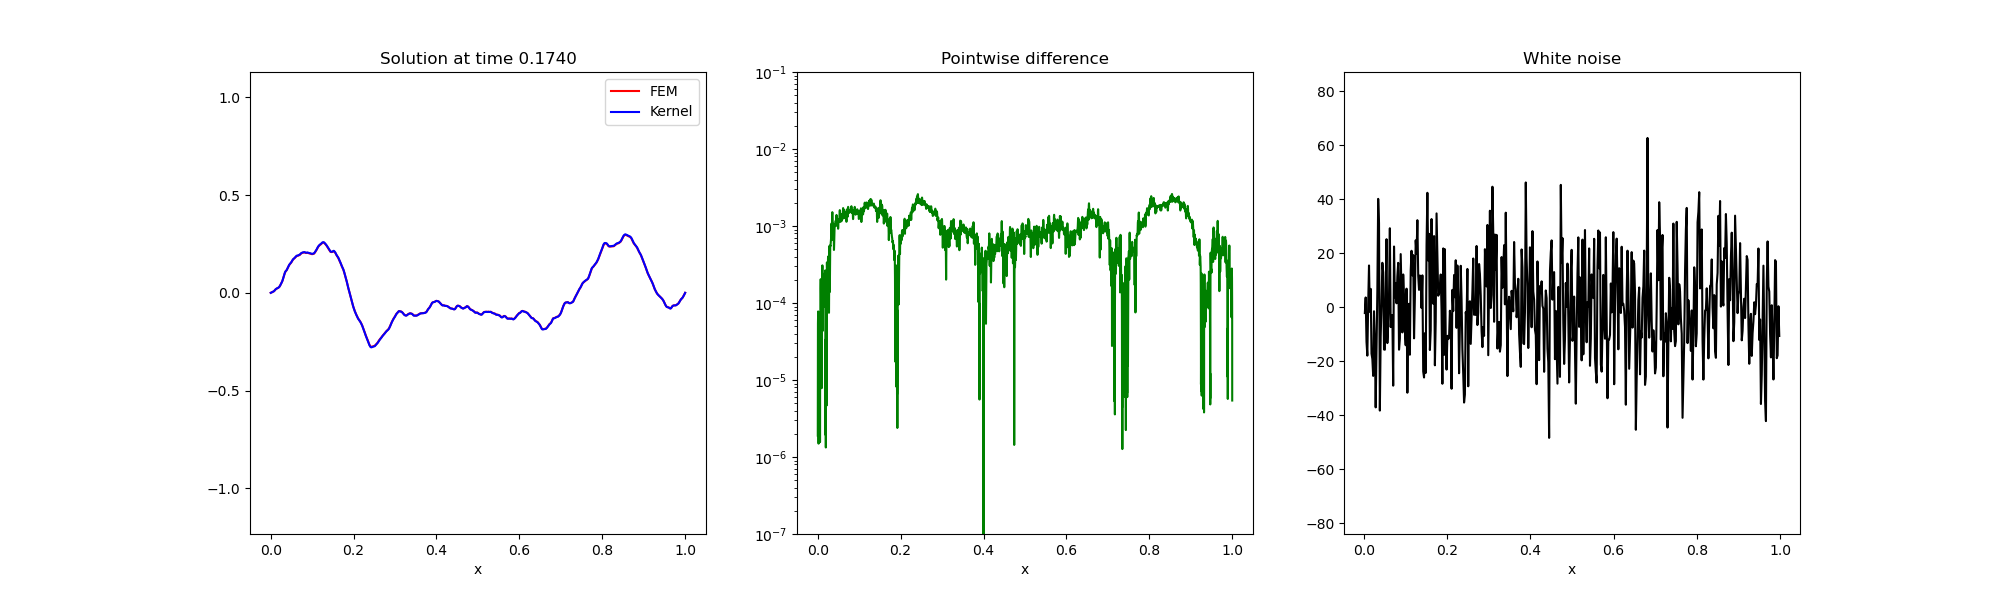 Solution at time 0.1740
1.0
0.5
0.0
−0.5
−1.0
0.0 0.2 0.4 0.6 0.8 1.0
x
FEM
Kernel
Pointwise difference
10⁻¹
10⁻²
10⁻³
10⁻⁴
10⁻⁵
10⁻⁶
10⁻⁷
0.0 0.2 0.4 0.6 0.8 1.0
x
White noise
80
60
40
20
0
−20
−40
−60
−80
0.0 0.2 0.4 0.6 0.8 1.0
x